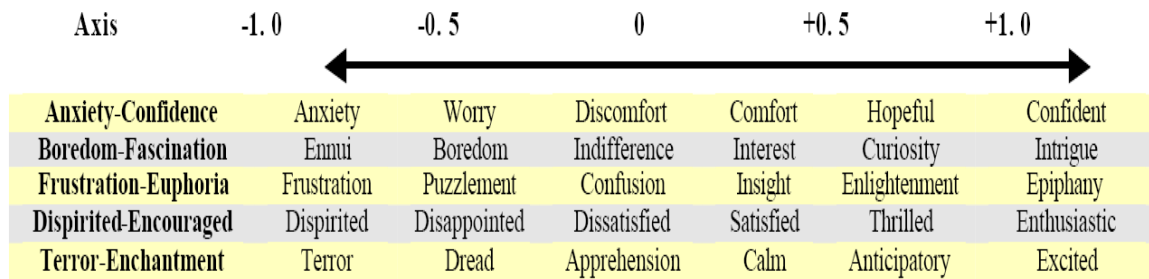 Axis -1.0 -0.5 0 +0.5 +1.0
Anxiety-Confidence Anxiety Worry Discomfort Comfort Hopeful Confident
Boredom-Fascination Ennui Boredom Indifference Interest Curiosity Intrigue
Frustration-Euphoria Frustration Puzzlement Confusion Insight Enlightenment Epiphany
Dispirited-Encouraged Dispirited Disappointed Dissatisfied Satisfied Thrilled Enthusiastic
Terror-Enchantment Terror Dread Apprehension Calm Anticipatory Excited